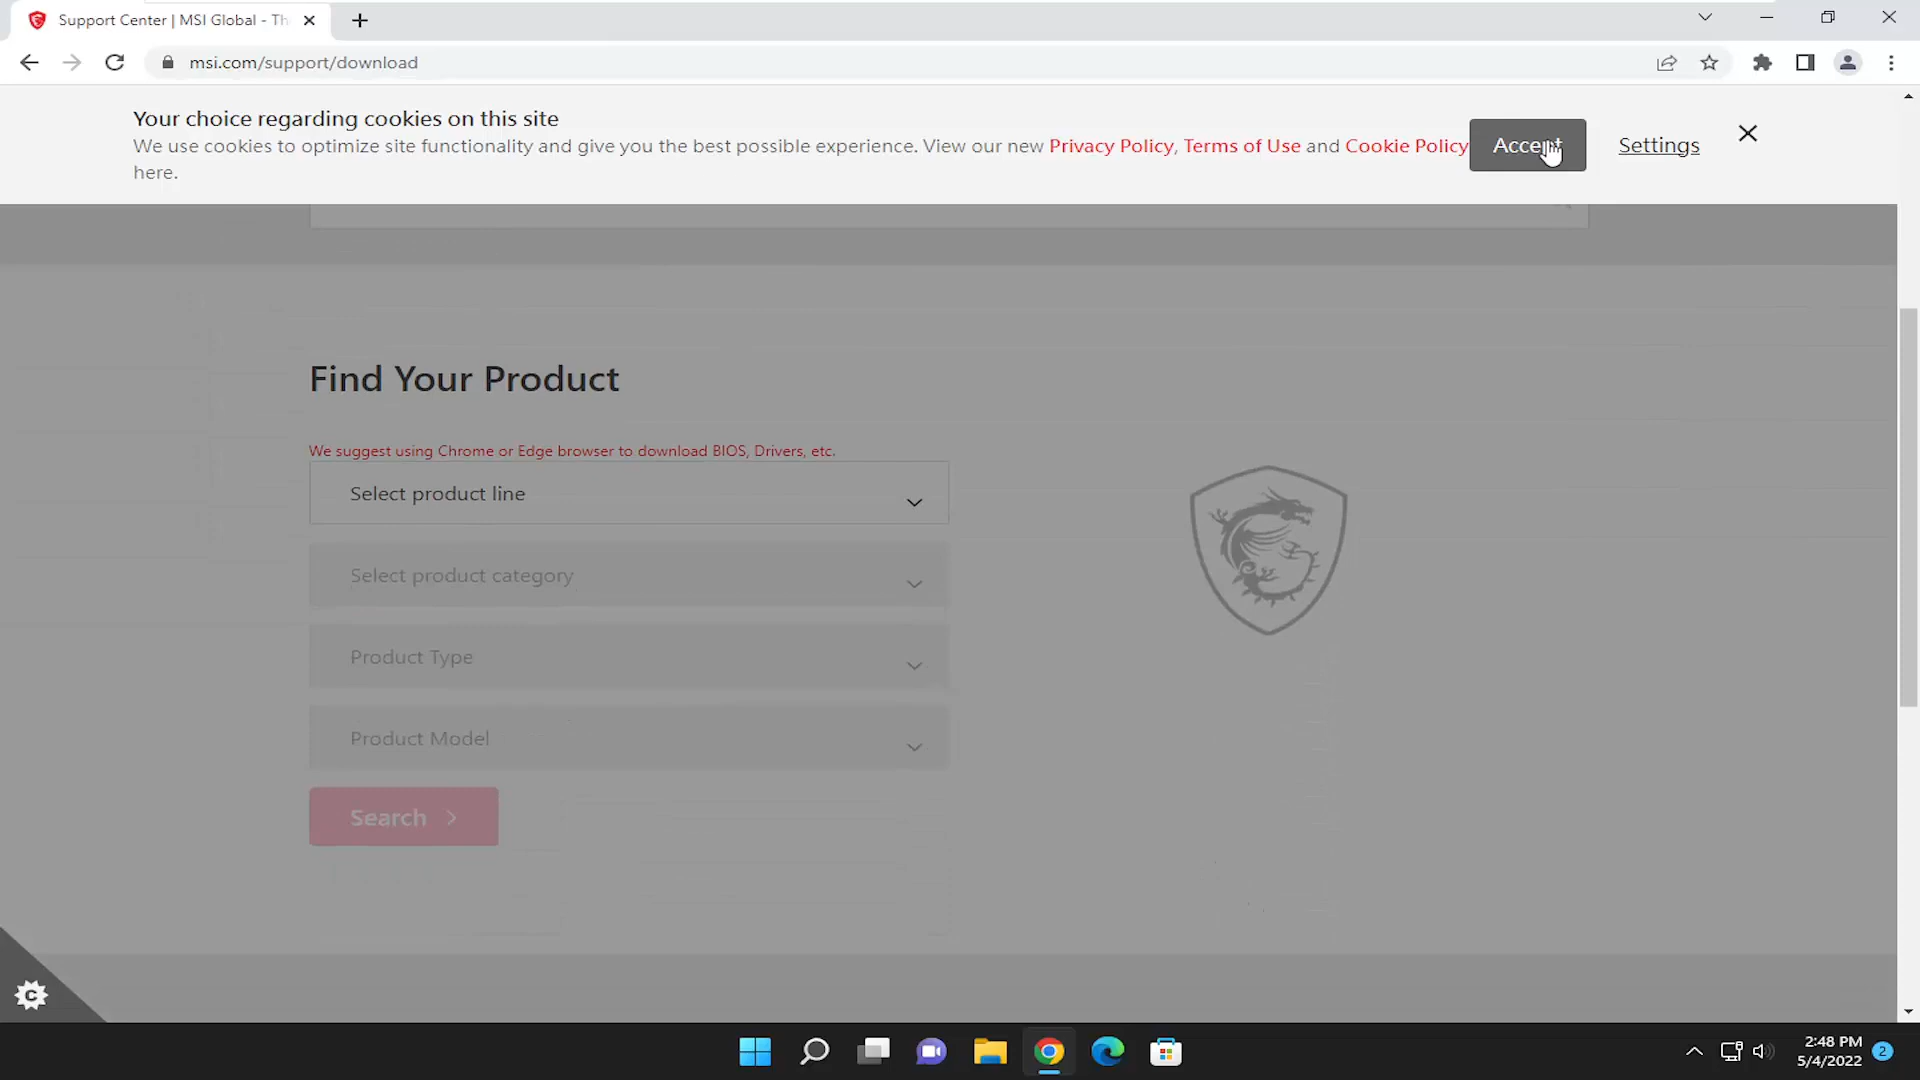 Support Center | MSI Global - Th
msi.com/support/download
Your choice regarding cookies on this site
We use cookies to optimize site functionality and give you the best possible experience. View our new Privacy Policy, Terms of Use and Cookie Policy
here.
Accept
Settings
Find Your Product
We suggest using Chrome or Edge browser to download BIOS, Drivers, etc.
Select product line
Select product category
Product Type
Product Model
Search
C
2:48 PM
5/4/2022
2